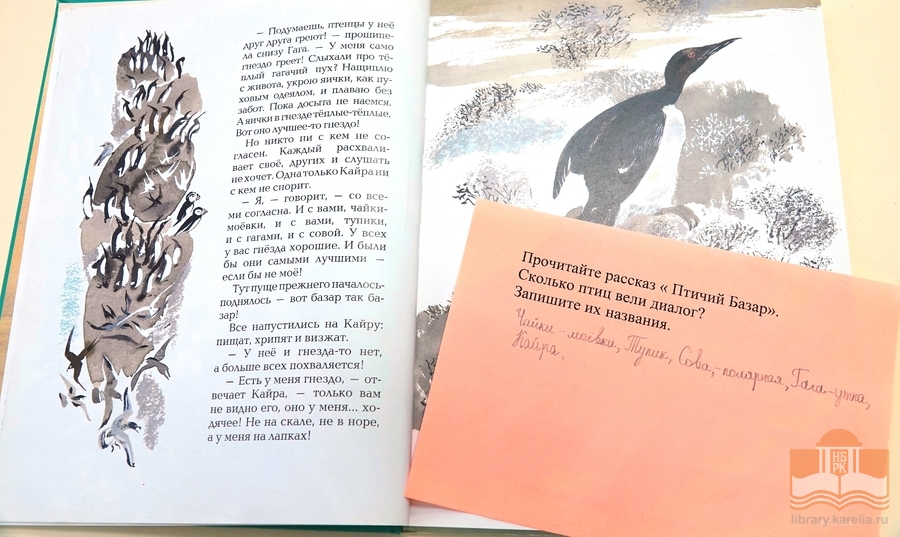 — Подумаешь, птенцы у неё
друг друга греют! — прошипе-
ла снизу Гага. — У меня само
гнездо греет! Слыхали про тё-
плый гагачий пух? Нащиплю
с живота, укрою яички, как пу-
ховым одеялом, и плаваю без
забот. Пока досыта не наемся.
А яички в гнезде тёплые-тёплые.
Вот оно лучшее-то гнездо!
Но никто ни с кем не со-
гласен. Каждый расхвали-
вает своё, других и слушать
не хочет. Одна только Кайра ни
с кем не спорит.
— Я, — говорит, — со все-
ми согласна. И с вами, чайки-
моёвки, и с вами, тупики,
и с гагами, и с совой. У всех
у вас гнёзда хорошие. И были
бы они самыми лучшими —
если бы не моё!
Тут пуще прежнего началось-
поднялось — вот базар так ба-
зар!
Все напустились на Кайру:
пищат, хрипят и визжат.
— У неё и гнезда-то нет,
а больше всех похваляется!
— Есть у меня гнездо, — от-
вечает Кайра, — только вам
не видно его, оно у меня... хо-
дячее! Не на скале, не в норе,
а у меня на лапках!
Прочитайте рассказ « Птичий Базар».
Сколько птиц вели диалог?
Запишите их названия.
Чайки-моёвки, Тупик, Сова,-полярная, Гага-утка,
Кайра.
НБ
РК
library.karelia.ru